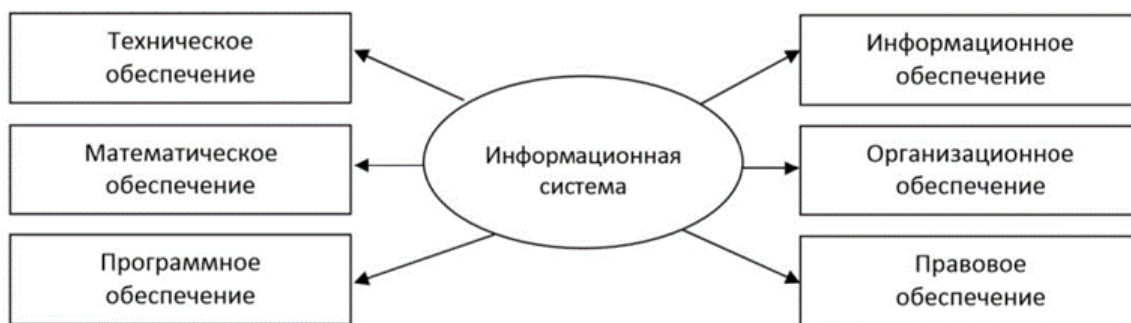 Техническое
обеспечение
Математическое
обеспечение
Программное
обеспечение
Информационная
система
Информационное
обеспечение
Организационное
обеспечение
Правовое
обеспечение